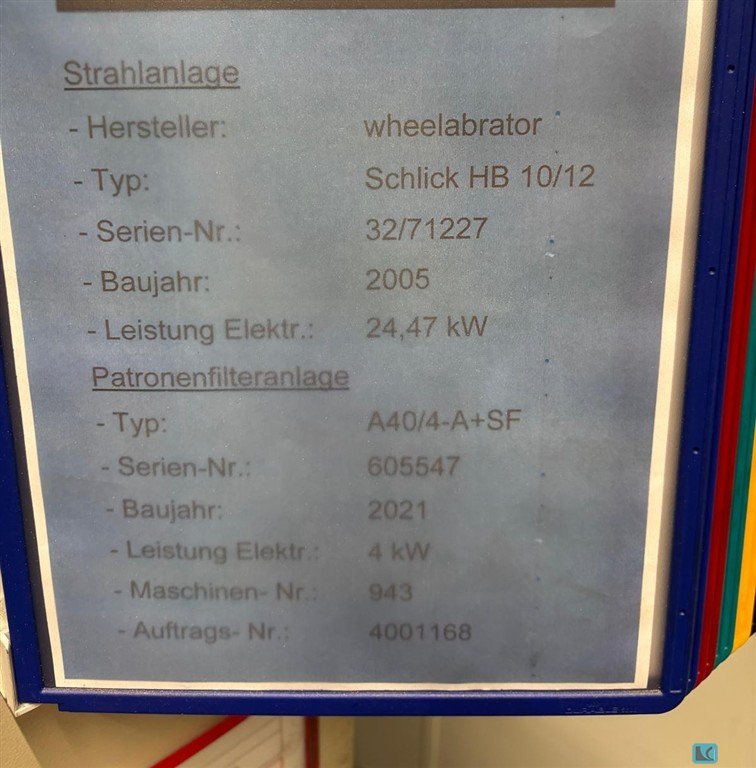 Strahlanlage
- Hersteller: wheelabrator
- Typ: Schlick HB 10/12
- Serien-Nr.: 32/71227
- Baujahr: 2005
- Leistung Elektr.: 24,47 kW
Patronenfilteranlage
- Typ: A40/4-A+SF
- Serien-Nr.: 605547
- Baujahr: 2021
- Leistung Elektr.: 4 kW
- Maschinen- Nr.: 943
- Auftrags- Nr.: 4001168